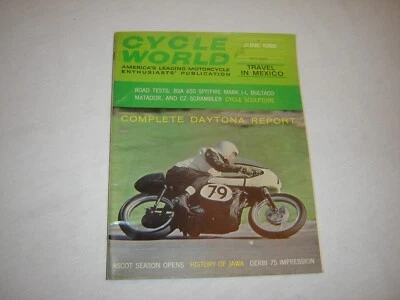 CYCLE
WORLD
JUNE 1966
AMERICA'S LEADING MOTORCYCLE
ENTHUSIASTS' PUBLICATION
TRAVEL
IN MEXICO
ROAD TESTS: BSA 650 SPITFIRE MARK II, BULTACO
MATADOR, AND CZ SCRAMBLER CYCLE SCULPTURE
COMPLETE DAYTONA REPORT
79
ASCOT SEASON OPENS HISTORY OF JAWA DERBI 75 IMPRESSION